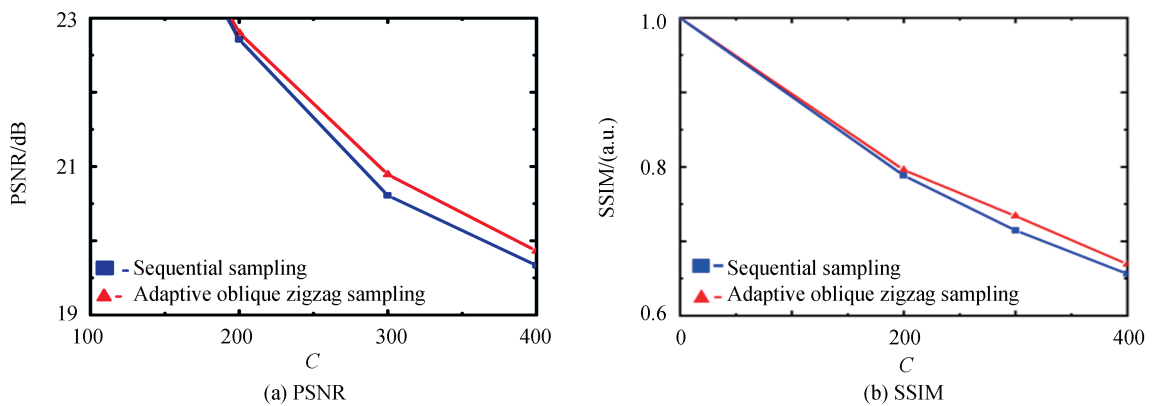 23
21
19
PSNR/dB
Sequential sampling
Adaptive oblique zigzag sampling
100 200 300 400
C
(a) PSNR
1.0
0.8
0.6
SSIM/(a.u.)
Sequential sampling
Adaptive oblique zigzag sampling
0 200 400
C
(b) SSIM